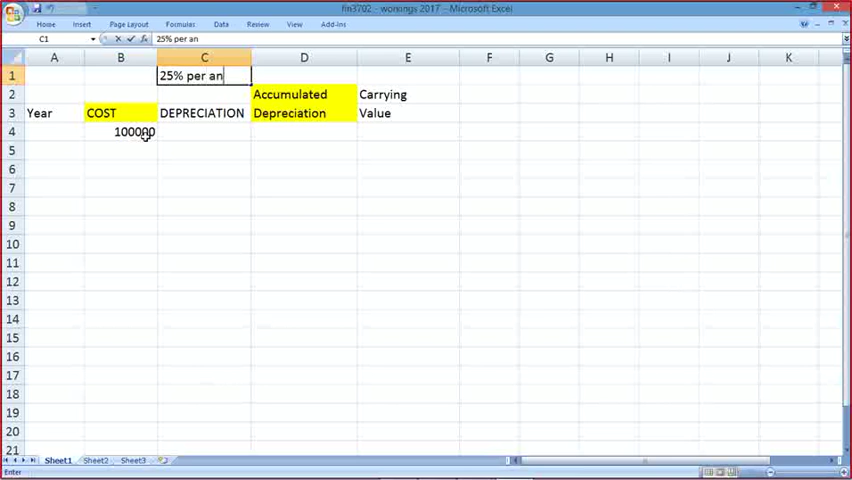 fin3702 - workings 2017 - Microsoft Excel
Home Insert Page Layout Formulas Data Review View Add-Ins
C1 25% per an
A B C D E F G H I J K
1 25% per an
2 Accumulated Carrying
3 Year COST DEPRECIATION Depreciation Value
4 100000
5
6
7
8
9
10
11
12
13
14
15
16
17
18
19
20
21
Sheet1 Sheet2 Sheet3
Enter